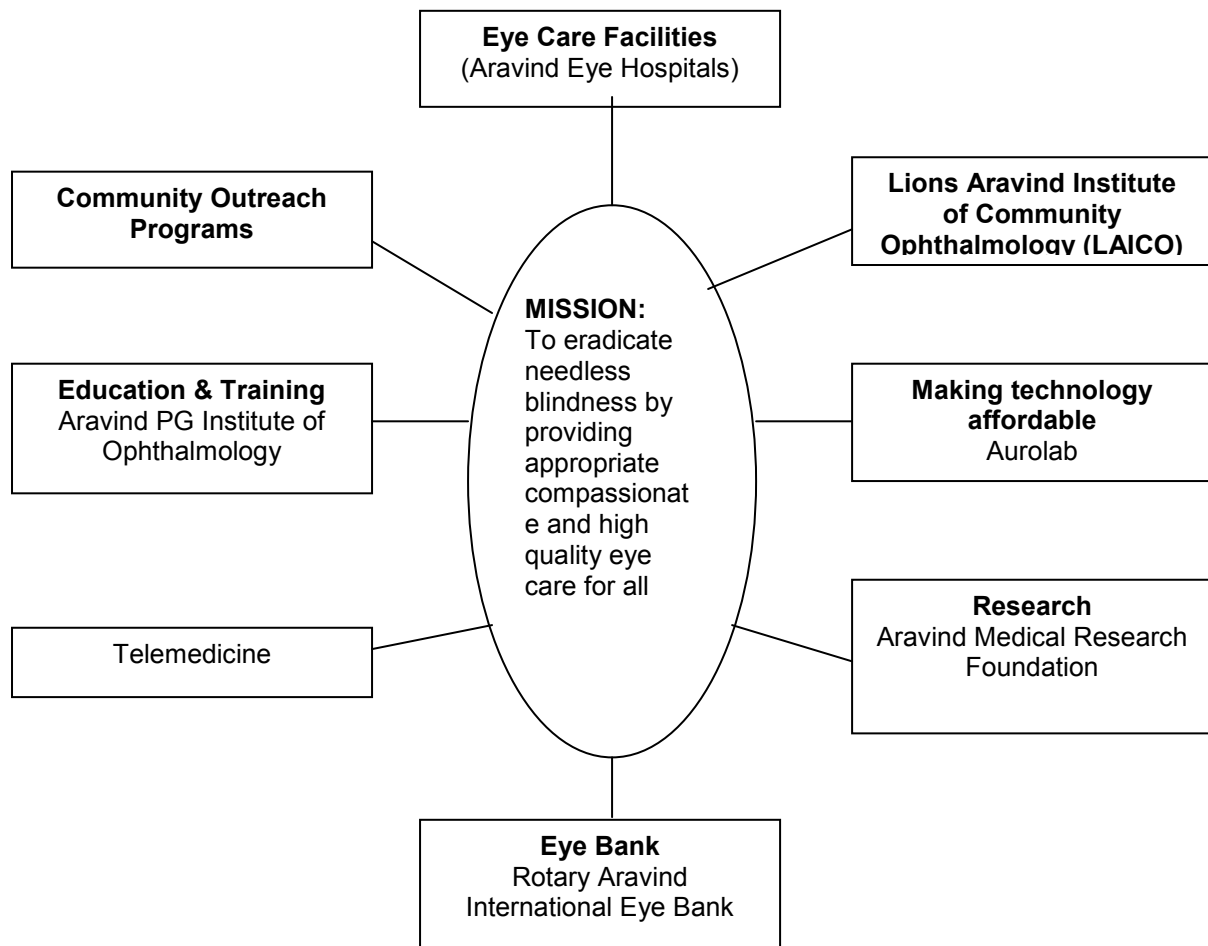 Eye Care Facilities
(Aravind Eye Hospitals)
Community Outreach
Programs
Lions Aravind Institute
of Community
Ophthalmology (LAICO)
MISSION:
To eradicate
needless
blindness by
providing
appropriate
compassionat
e and high
quality eye
care for all
Education & Training
Aravind PG Institute of
Ophthalmology
Making technology
affordable
Aurolab
Telemedicine
Research
Aravind Medical Research
Foundation
Eye Bank
Rotary Aravind
International Eye Bank